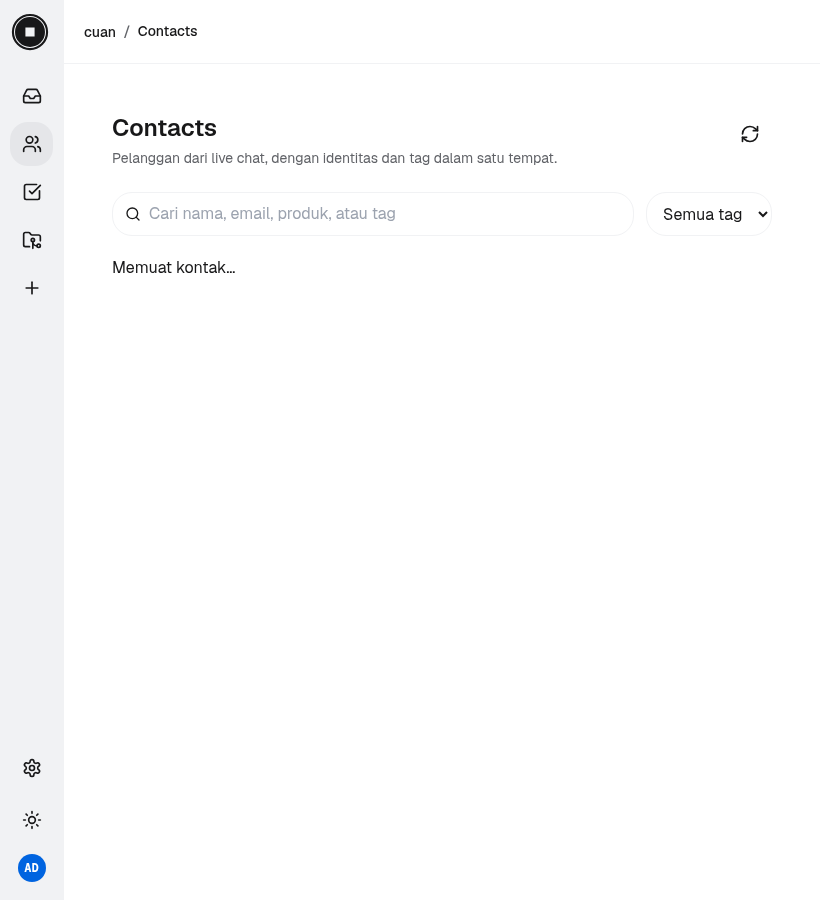 cuan / Contacts
Contacts
Pelanggan dari live chat, dengan identitas dan tag dalam satu tempat.
Cari nama, email, produk, atau tag
Semua tag
Memuat kontak...
AD